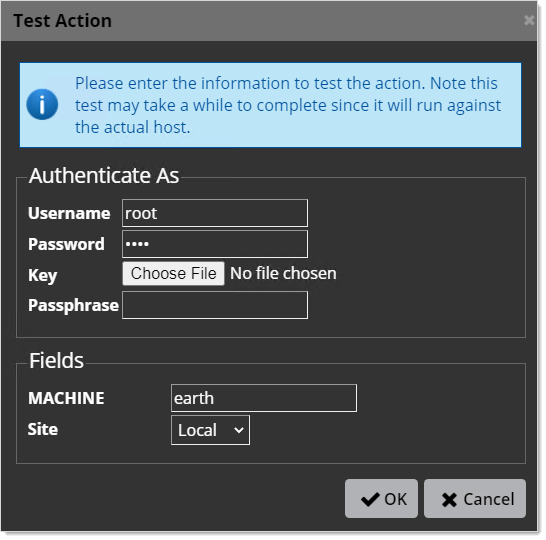 Test Action
Please enter the information to test the action. Note this
test may take a while to complete since it will run against
the actual host.
Authenticate As
Username root
Password ••••
Key Choose File No file chosen
Passphrase
Fields
MACHINE earth
Site Local
OK Cancel